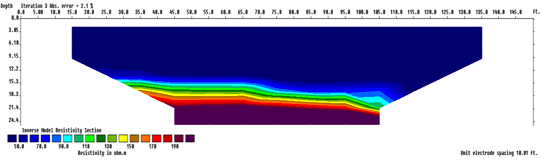 Depth Iteration 3 Abs. error = 2.1 %
0.0 5.00 10.0 15.0 20.0 25.0 30.0 35.0 40.0 45.0 50.0 55.0 60.0 65.0 70.0 75.0 80.0 85.0 90.0 95.0 100.0 105.0 110.0 115.0 120.0 125.0 130.0 135.0 140.0 145.0 Ft.
0.0
3.05
6.10
9.15
12.2
15.3
18.3
21.4
24.4
Inverse Model Resistivity Section
50.0 70.0 90.0 110 130 150 170 190
Resistivity in ohm.m
Unit electrode spacing 10.01 Ft.